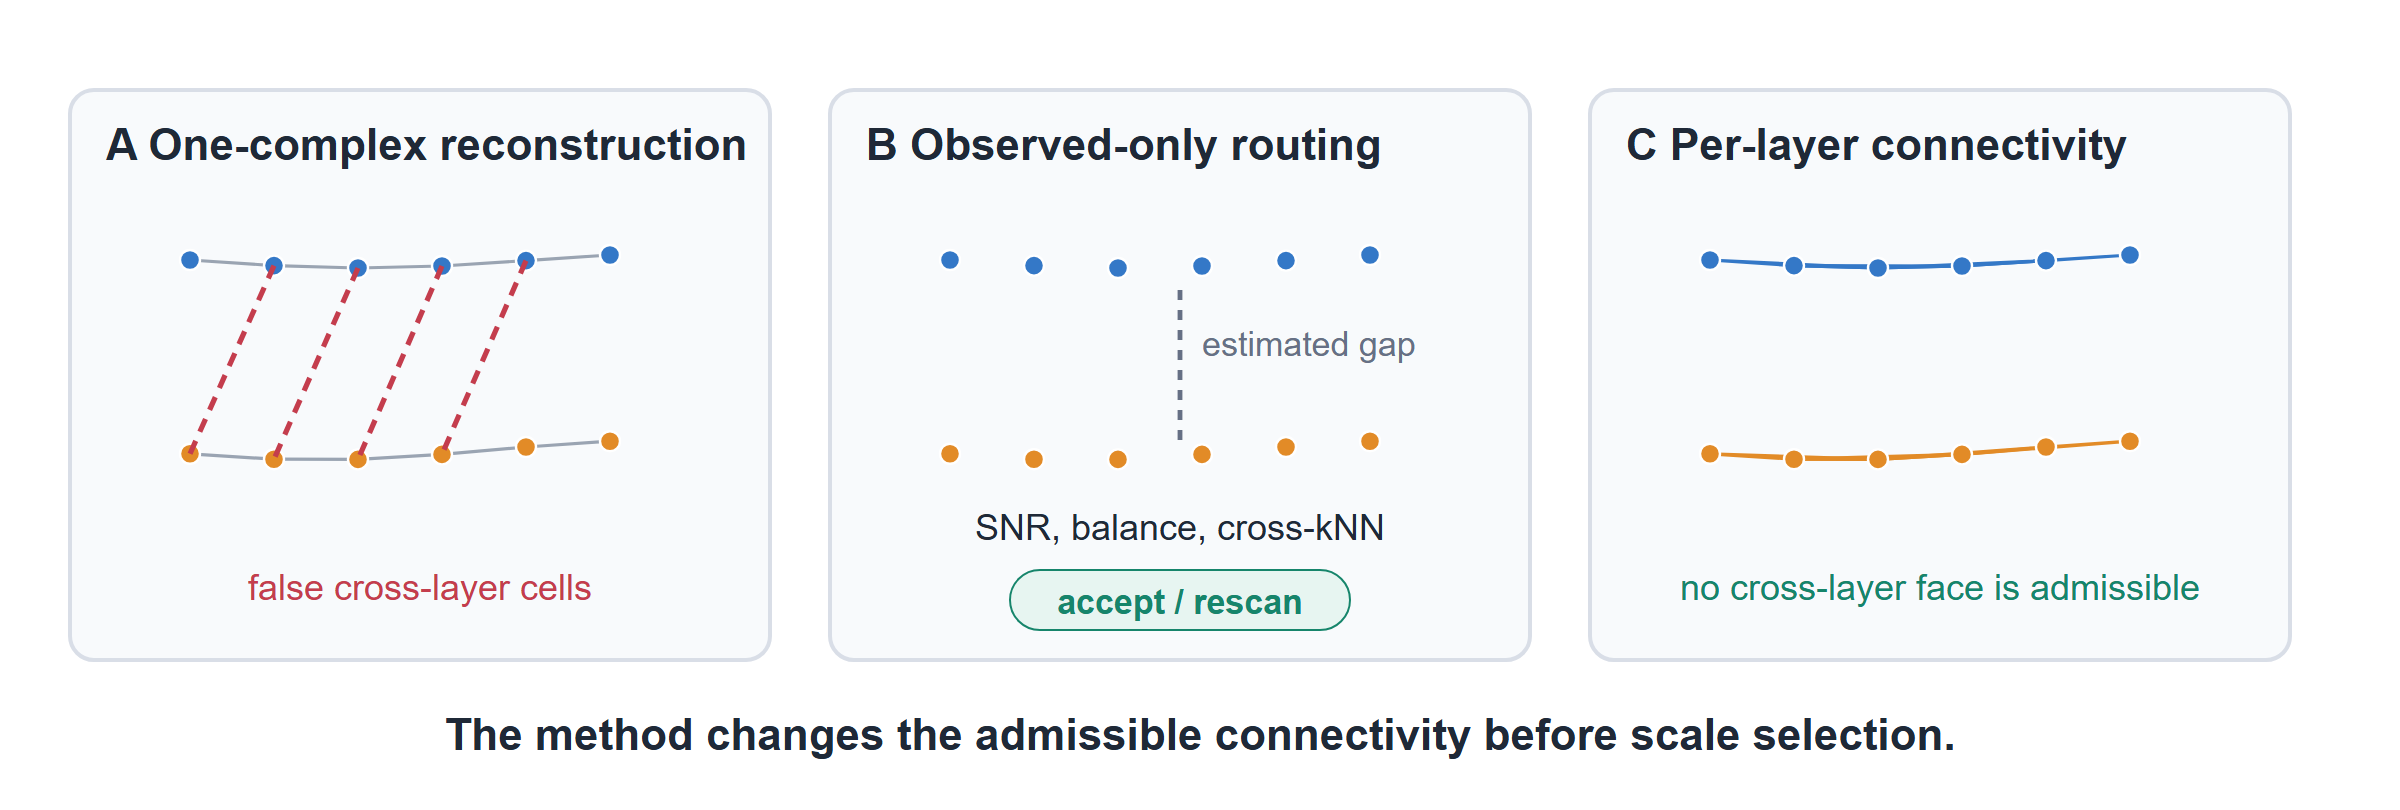 A One-complex reconstruction
false cross-layer cells
B Observed-only routing
estimated gap
SNR, balance, cross-kNN
accept / rescan
C Per-layer connectivity
no cross-layer face is admissible
The method changes the admissible connectivity before scale selection.